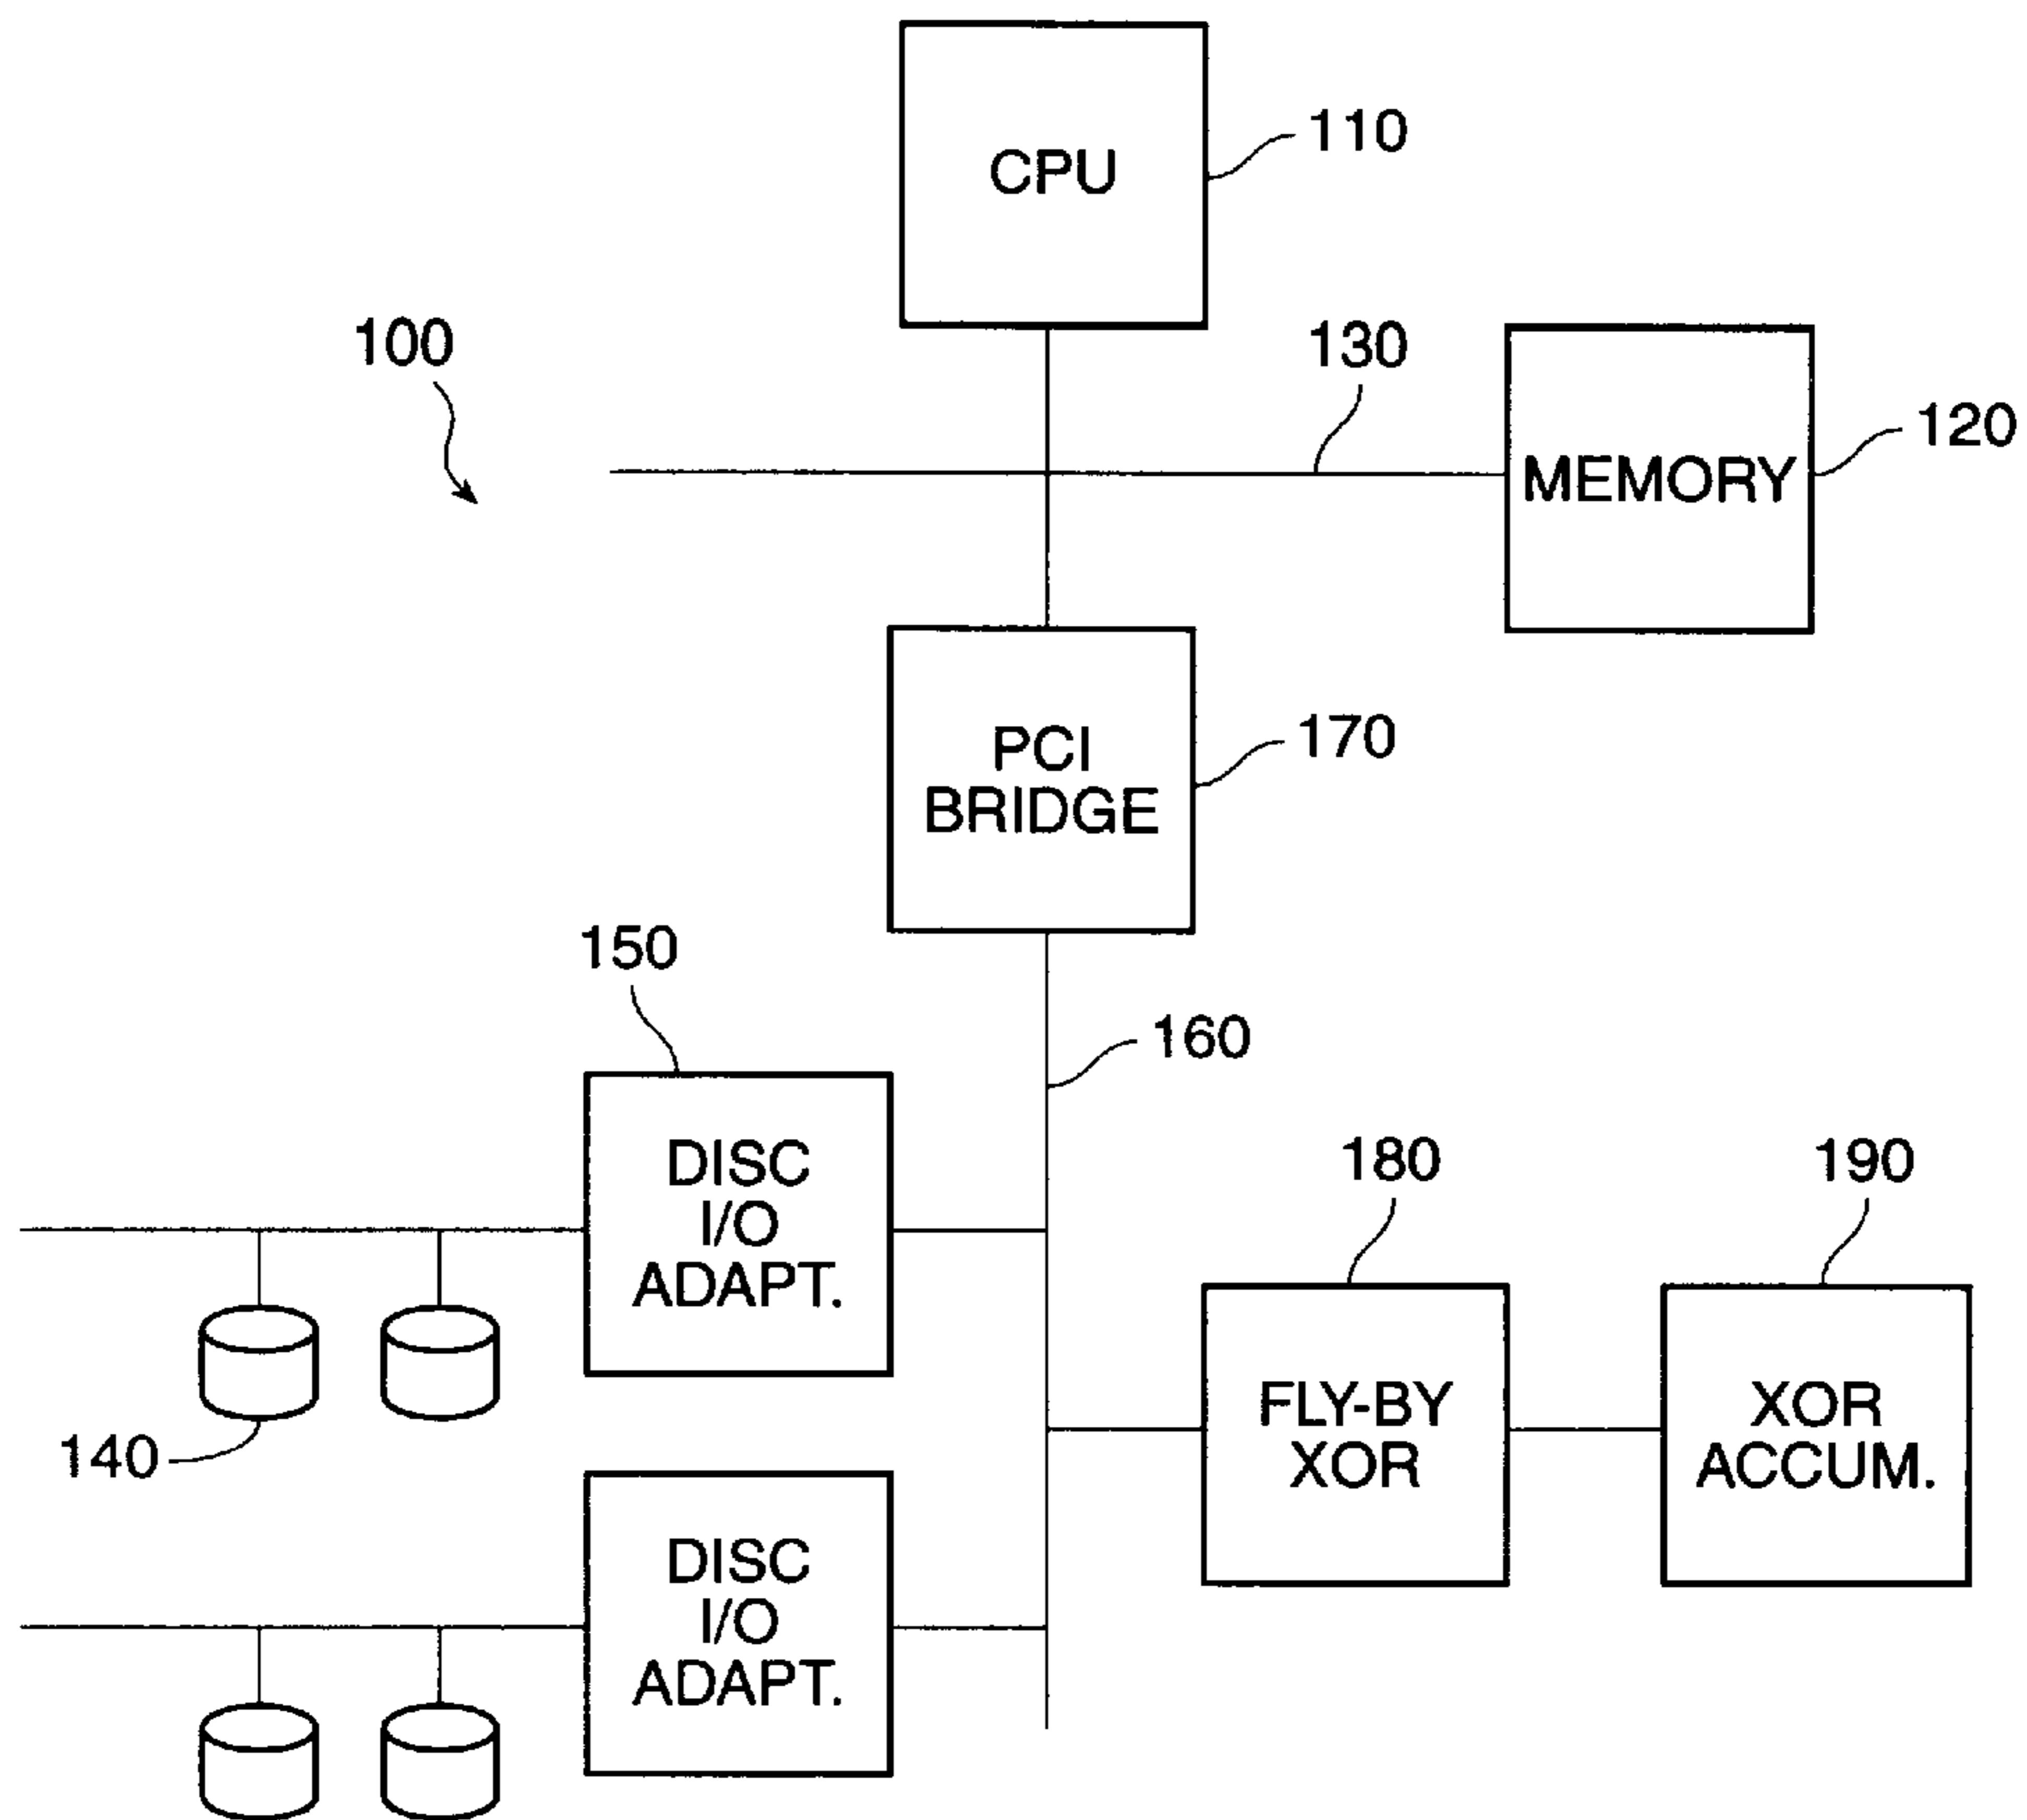 CPU
110
100
130
MEMORY
120
PCI
BRIDGE
170
150
160
DISC
I/O
ADAPT.
180
190
FLY-BY
XOR
XOR
ACCUM.
140
DISC
I/O
ADAPT.